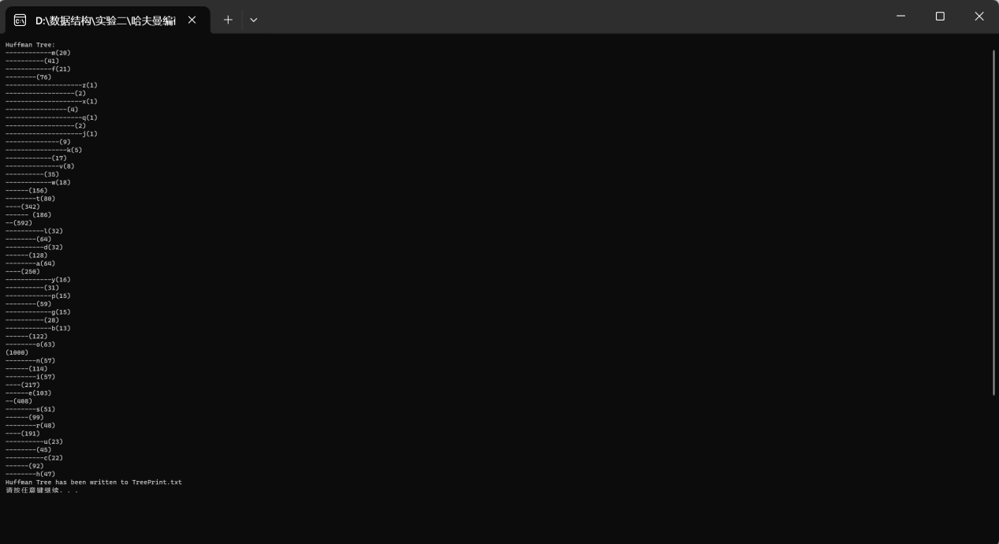 D:\数据结构\实验二\哈夫曼编
Huffman Tree:
------------m(20)
----------(41)
------------f(21)
--------(76)
--------------------z(1)
------------------(2)
--------------------x(1)
----------------(4)
--------------------q(1)
------------------(2)
--------------------j(1)
--------------(9)
----------------k(5)
------------(17)
--------------v(8)
----------(35)
------------w(18)
------(156)
--------t(80)
----(342)
------ (186)
--(592)
----------l(32)
--------(64)
----------d(32)
------(128)
--------a(64)
----(250)
------------y(16)
----------(31)
------------p(15)
--------(59)
------------g(15)
----------(28)
------------b(13)
------(122)
--------o(63)
(1000)
--------n(57)
------(114)
--------i(57)
----(217)
------e(103)
--(408)
--------s(51)
------(99)
--------r(48)
----(191)
----------u(23)
--------(45)
----------c(22)
------(92)
--------h(47)
Huffman Tree has been written to TreePrint.txt
请按任意键继续. . .